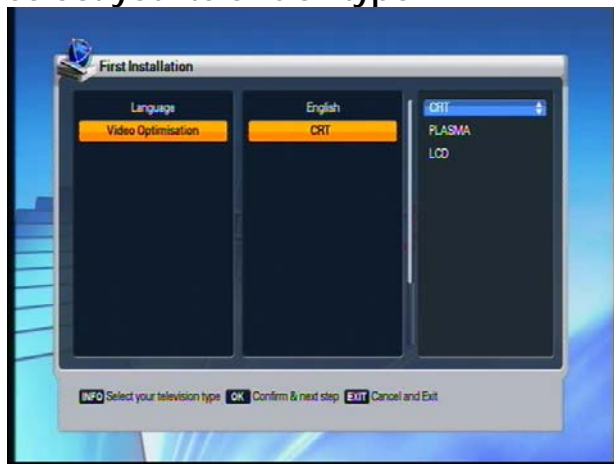 First Installation
Language English CRT
Video Optimisation CRT PLASMA
LCD
INFO Select your television type OK Confirm & next step EXIT Cancel and Exit